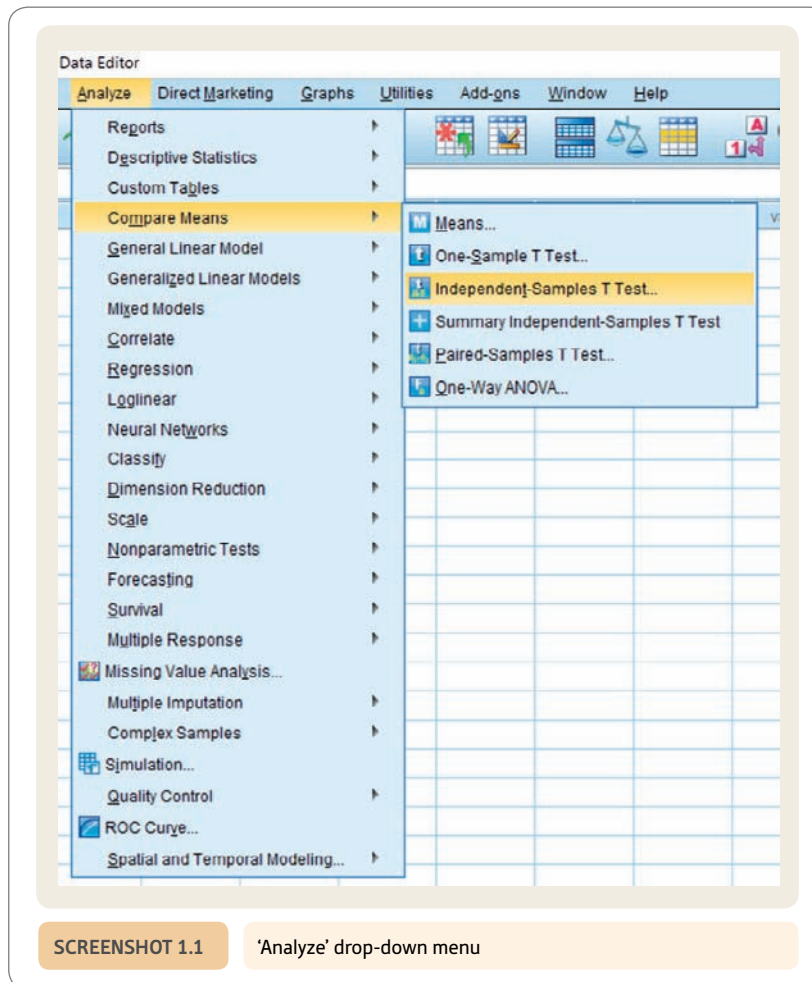 Data Editor
Analyze Direct Marketing Graphs Utilities Add-ons Window Help
Reports
Descriptive Statistics
Custom Tables
Compare Means
General Linear Model
Generalized Linear Models
Mixed Models
Correlate
Regression
Loglinear
Neural Networks
Classify
Dimension Reduction
Scale
Nonparametric Tests
Forecasting
Survival
Multiple Response
Missing Value Analysis...
Multiple Imputation
Complex Samples
Simulation...
Quality Control
ROC Curve...
Spatial and Temporal Modeling...
Means...
One-Sample T Test...
Independent-Samples T Test...
Summary Independent-Samples T Test
Paired-Samples T Test...
One-Way ANOVA...
SCREENSHOT 1.1 ‘Analyze’ drop-down menu